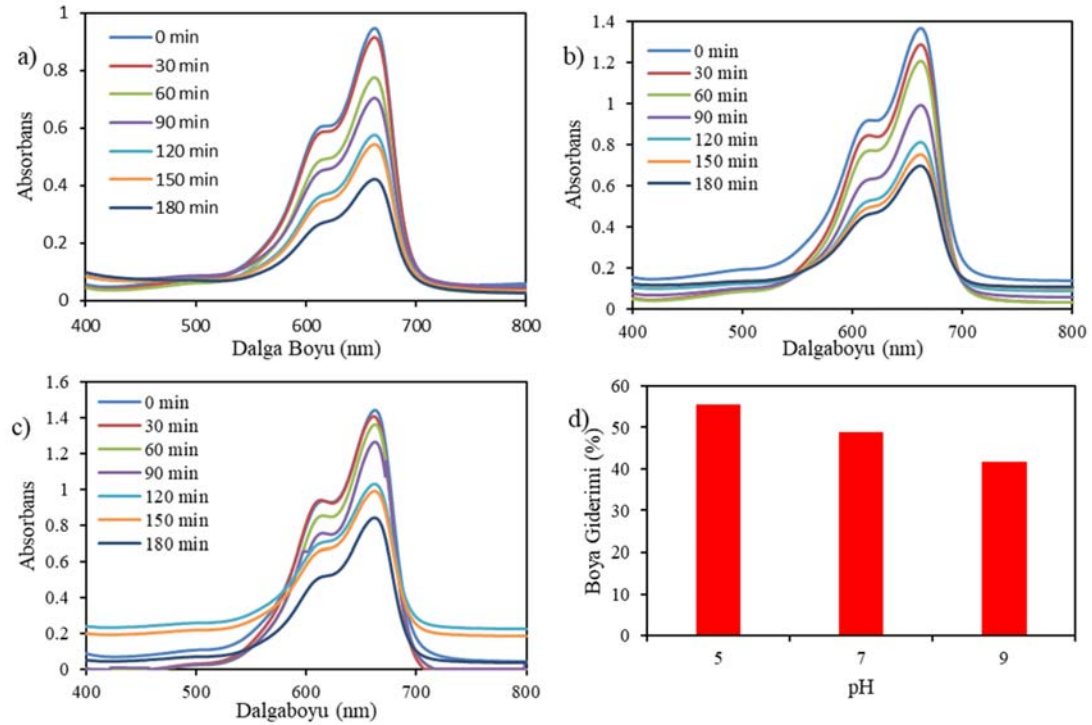 a)
1
0.8
0.6
0.4
0.2
0
Absorbans
0 min
30 min
60 min
90 min
120 min
150 min
180 min
400 500 600 700 800
Dalga Boyu (nm)
b)
1.4
1.2
1
0.8
0.6
0.4
0.2
0
Absorbans
0 min
30 min
60 min
90 min
120 min
150 min
180 min
400 500 600 700 800
Dalgaboyu (nm)
c)
1.6
1.4
1.2
1
0.8
0.6
0.4
0.2
0
Absorbans
0 min
30 min
60 min
90 min
120 min
150 min
180 min
400 500 600 700 800
Dalgaboyu (nm)
d)
60
50
40
30
20
10
0
Boya Giderimi (%)
5 7 9
pH